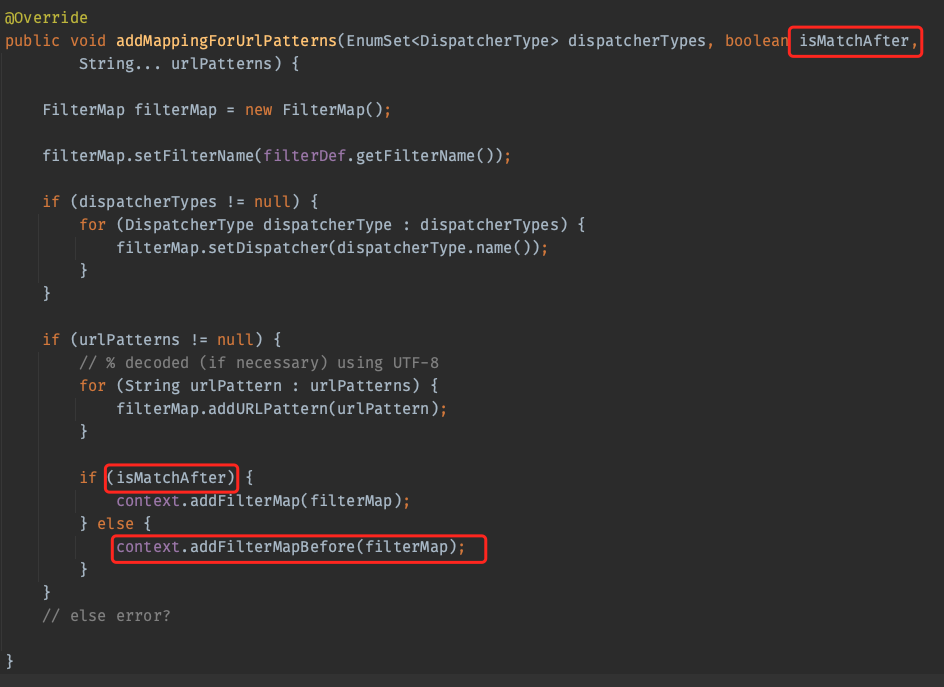 @Override
public void addMappingForUrlPatterns(EnumSet<DispatcherType> dispatcherTypes, boolean isMatchAfter,
        String... urlPatterns) {
    FilterMap filterMap = new FilterMap();
    filterMap.setFilterName(filterDef.getFilterName());
    if (dispatcherTypes != null) {
        for (DispatcherType dispatcherType : dispatcherTypes) {
            filterMap.setDispatcher(dispatcherType.name());
        }
    }
    if (urlPatterns != null) {
        // % decoded (if necessary) using UTF-8
        for (String urlPattern : urlPatterns) {
            filterMap.addURLPattern(urlPattern);
        }
        if (isMatchAfter) {
            context.addFilterMap(filterMap);
        } else {
            context.addFilterMapBefore(filterMap);
        }
    }
    // else error?
}